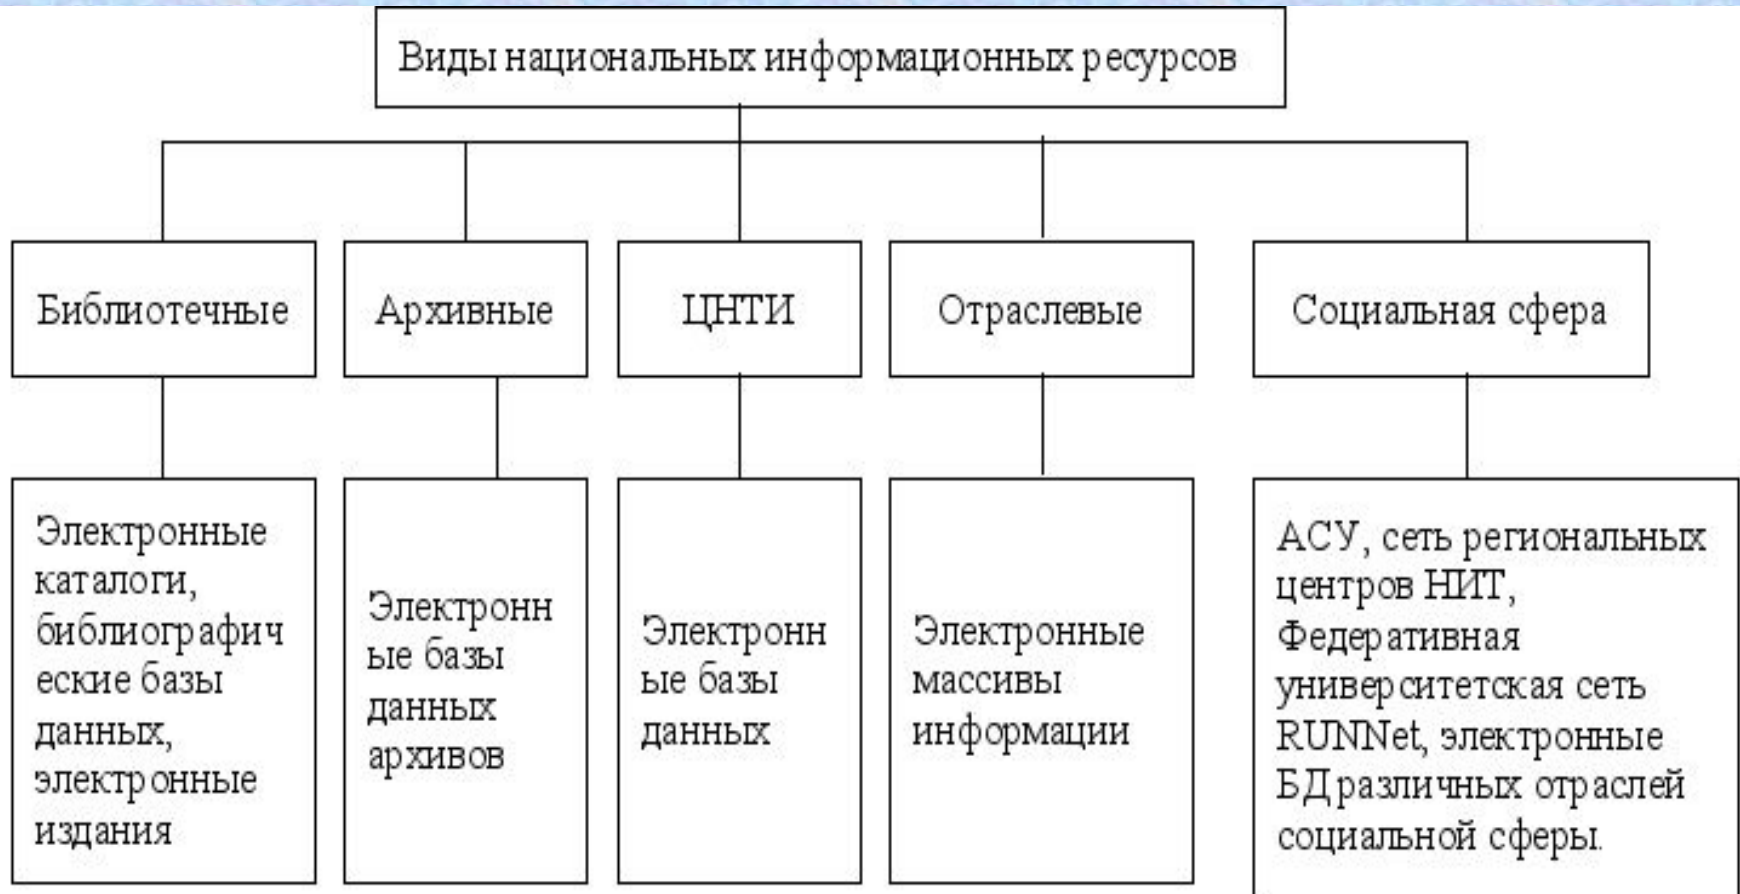 Виды национальных информационных ресурсов
Библиотечные
Архивные
ЦНТИ
Отраслевые
Социальная сфера
Электронные
каталоги,
библиографич
еские базы
данных,
электронные
издания
Электронн
ые базы
данных
архивов
Электронн
ые базы
данных
Электронные
массивы
информации
АСУ, сеть региональных
центров НИТ,
Федеративная
университетская сеть
RUNNet, электронные
БД различных отраслей
социальной сферы.